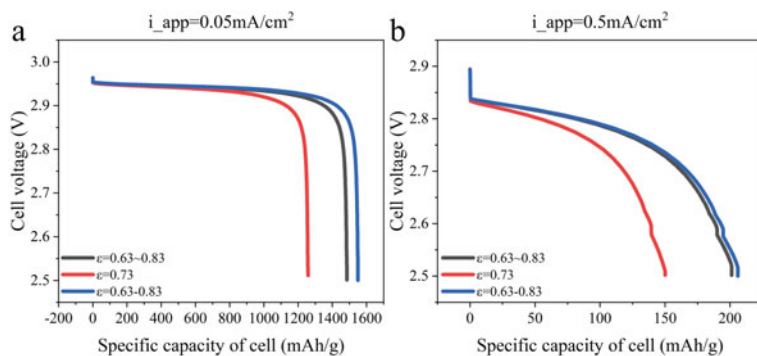 a
i_app=0.05mA/cm²
Cell voltage (V)
3.0
2.9
2.8
2.7
2.6
2.5
ε=0.63~0.83
ε=0.73
ε=0.63-0.83
-200 0 200 400 600 800 1000 1200 1400 1600
Specific capacity of cell (mAh/g)
b
i_app=0.5mA/cm²
Cell voltage (V)
2.9
2.8
2.7
2.6
2.5
ε=0.63~0.83
ε=0.73
ε=0.63-0.83
0 50 100 150 200
Specific capacity of cell (mAh/g)